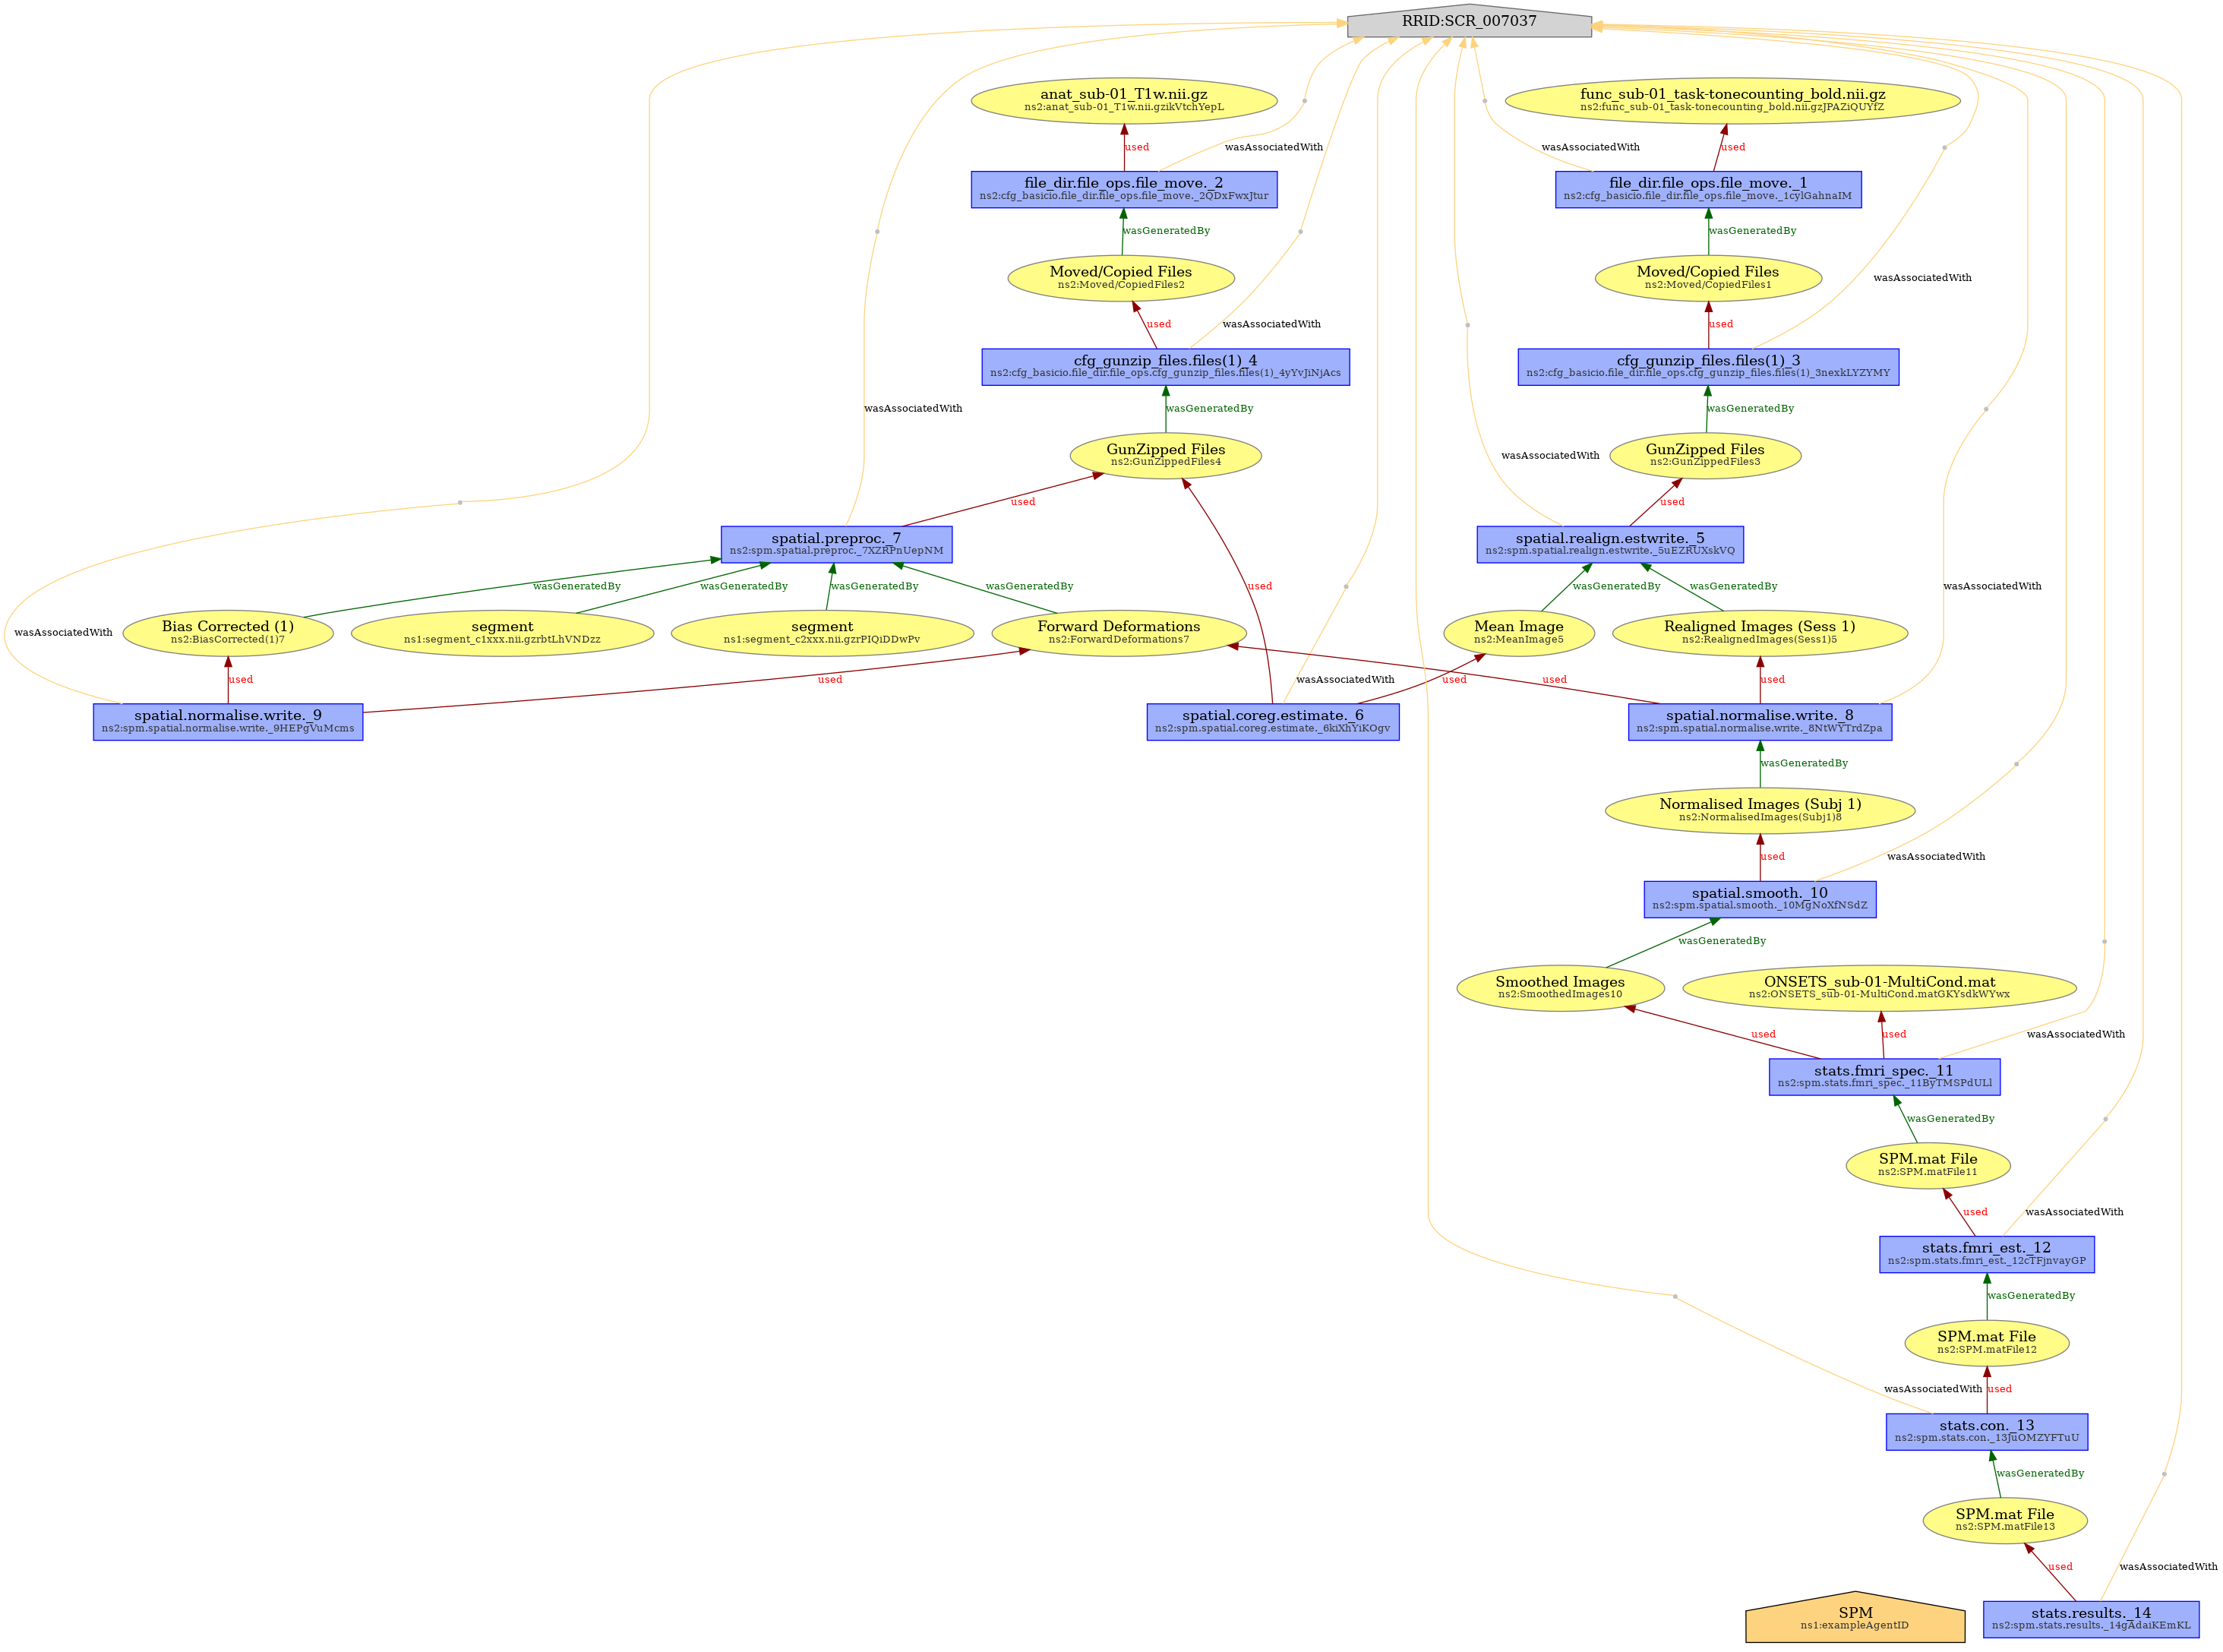 RRID:SCR_007037
anat_sub-01_T1w.nii.gz
ns2:anat_sub-01_T1w.nii.gzikVtchYepL
func_sub-01_task-tonecounting_bold.nii.gz
ns2:func_sub-01_task-tonecounting_bold.nii.gzJPAZiQUYfZ
used
wasAssociatedWith
wasAssociatedWith
used
file_dir.file_ops.file_move._2
ns2:cfg_basicio.file_dir.file_ops.file_move._2QDxFwxJtur
file_dir.file_ops.file_move._1
ns2:cfg_basicio.file_dir.file_ops.file_move._1cylGahnaIM
wasGeneratedBy
wasGeneratedBy
Moved/Copied Files
ns2:Moved/CopiedFiles2
Moved/Copied Files
ns2:Moved/CopiedFiles1
wasAssociatedWith
used
wasAssociatedWith
used
cfg_gunzip_files.files(1)_4
ns2:cfg_basicio.file_dir.file_ops.cfg_gunzip_files.files(1)_4yYvJiNjAcs
cfg_gunzip_files.files(1)_3
ns2:cfg_basicio.file_dir.file_ops.cfg_gunzip_files.files(1)_3nexkLYZYMY
wasAssociatedWith
wasGeneratedBy
wasGeneratedBy
GunZipped Files
ns2:GunZippedFiles4
wasAssociatedWith
GunZipped Files
ns2:GunZippedFiles3
used
used
spatial.preproc._7
ns2:spm.spatial.preproc._7XZRPnUepNM
spatial.realign.estwrite._5
ns2:spm.spatial.realign.estwrite._5uEZRUXskVQ
wasGeneratedBy
wasGeneratedBy
wasGeneratedBy
wasGeneratedBy
used
wasGeneratedBy
wasGeneratedBy
wasAssociatedWith
wasAssociatedWith
Bias Corrected (1)
ns2:BiasCorrected(1)7
segment
ns1:segment_c1xxx.nii.gzrbtLhVNDzz
segment
ns1:segment_c2xxx.nii.gzrPIQiDDwPv
Forward Deformations
ns2:ForwardDeformations7
Mean Image
ns2:MeanImage5
Realigned Images (Sess 1)
ns2:RealignedImages(Sess1)5
used
used
wasAssociatedWith
used
used
used
spatial.normalise.write._9
ns2:spm.spatial.normalise.write._9HEPgVuMcms
spatial.coreg.estimate._6
ns2:spm.spatial.coreg.estimate._6kiXhYiKOgv
spatial.normalise.write._8
ns2:spm.spatial.normalise.write._8NtWYTrdZpa
wasGeneratedBy
Normalised Images (Subj 1)
ns2:NormalisedImages(Subj1)8
used
wasAssociatedWith
spatial.smooth._10
ns2:spm.spatial.smooth._10MgNoXfNSdZ
wasGeneratedBy
Smoothed Images
ns2:SmoothedImages10
ONSETS_sub-01-MultiCond.mat
ns2:ONSETS_sub-01-MultiCond.matGKYsdkWYwx
used
used
wasAssociatedWith
stats.fmri_spec._11
ns2:spm.stats.fmri_spec._11ByTMSPdULl
wasGeneratedBy
SPM.mat File
ns2:SPM.matFile11
used
wasAssociatedWith
stats.fmri_est._12
ns2:spm.stats.fmri_est._12cTFjnvayGP
wasGeneratedBy
SPM.mat File
ns2:SPM.matFile12
wasAssociatedWith
used
stats.con._13
ns2:spm.stats.con._13JuOMZYFTuU
wasGeneratedBy
SPM.mat File
ns2:SPM.matFile13
used
wasAssociatedWith
SPM
ns1:exampleAgentID
stats.results._14
ns2:spm.stats.results._14gAdaiKEmKL